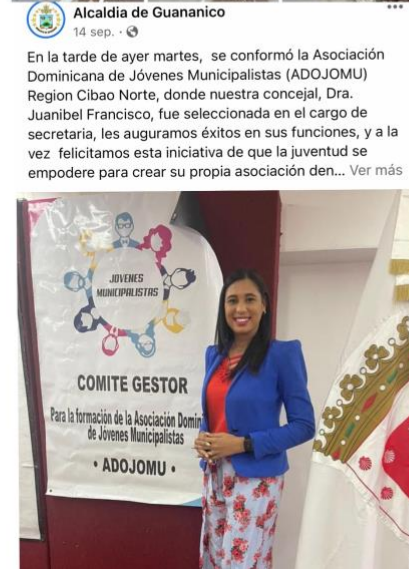 Alcaldia de Guananico
14 sep. ·
En la tarde de ayer martes,  se conformó la Asociación
Dominicana de Jóvenes Municipalistas (ADOJOMU)
Region Cibao Norte, donde nuestra concejal, Dra.
Juanibel Francisco, fue seleccionada en el cargo de
secretaria, les auguramos éxitos en sus funciones, y a la
vez  felicitamos esta iniciativa de que la juventud se
empodere para crear su propia asociación den... Ver más
JOVENES
MUNICIPALISTAS
COMITE GESTOR
Para la formación de la Asociación Domin
de Jóvenes Municipalistas
• ADOJOMU •